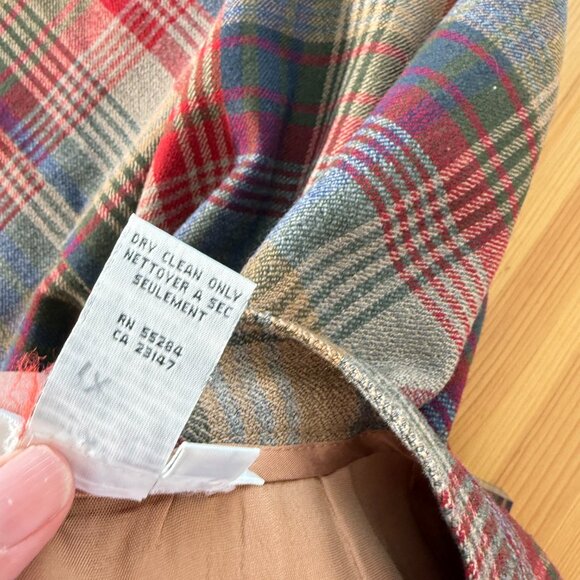 DRY CLEAN ONLY
NETTOYER A SEC
SEULEMENT
RN 55284
CA 23147